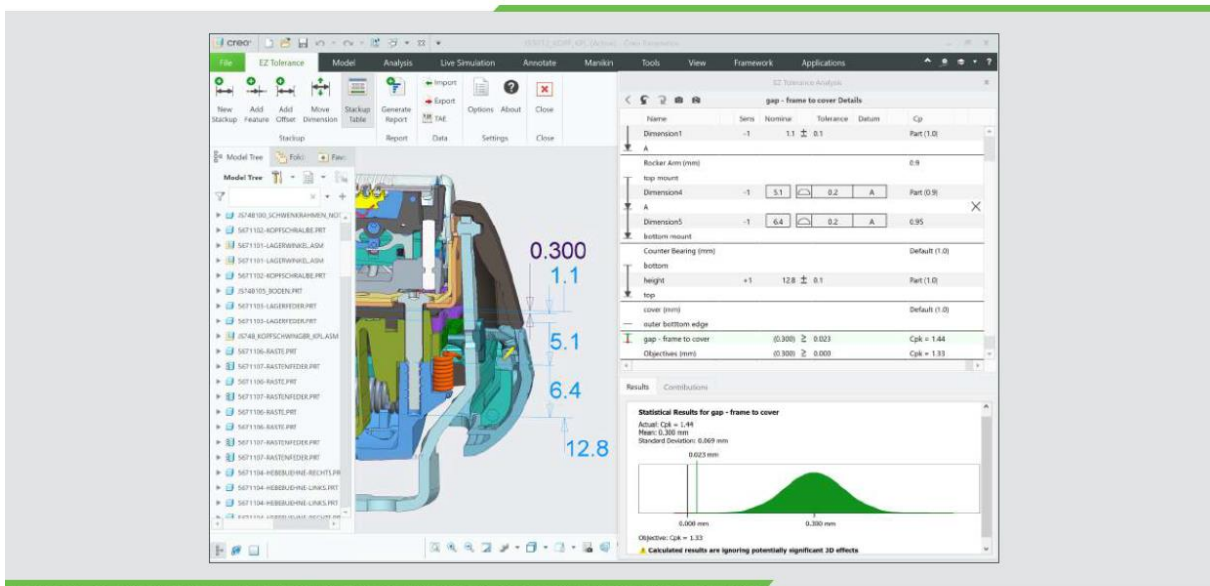 creo
File EZ Tolerance Model Analysis Live Simulation Annotate Manikin Tools View Framework Applications
New Stackup
Add Feature
Add Offset
Move Dimension
Stackup Table
Generate Report
Import
Export
TAE
Options
About
Close
Stackup Report Data Settings Close
Model Tree
Model Tree
JS748100_SCHWENKRAHMEN_NOT
5671102-KOPFSCHRAUBE.PRT
5671101-LAGERWINKEL.ASM
5671101-LAGERWINKEL.ASM
5671102-KOPFSCHRAUBE.PRT
JS748105_BODEN.PRT
5671103-LAGERFEDER.PRT
5671103-LAGERFEDER.PRT
JS748_KOPFSCHWINGER_KPL.ASM
5671106-RASTE.PRT
5671107-RASTENFEDER.PRT
5671106-RASTE.PRT
5671107-RASTENFEDER.PRT
5671106-RASTE.PRT
5671106-RASTE.PRT
5671107-RASTENFEDER.PRT
5671107-RASTENFEDER.PRT
5671104-HEBEBUEHNE-RECHTS.PR
5671104-HEBEBUEHNE-LINKS.PRT
5671104-HEBEBUEHNE-LINKS.PRT
0.300
1.1
5.1
6.4
12.8
EZ Tolerance Analysis
gap - frame to cover Details
Name Sens Nominal Tolerance Datum Cp
Dimension1 -1 1.1 ± 0.1 Part (1.0)
A
Rocker Arm (mm) 0.9
top mount
Dimension4 -1 5.1 0.2 A Part (0.9)
A
Dimension5 -1 6.4 0.2 A 0.95
bottom mount
Counter Bearing (mm) Default (1.0)
bottom
height +1 12.8 ± 0.1 Part (1.0)
top
cover (mm) Default (1.0)
outer botttom edge
gap - frame to cover (0.300) ≥ 0.023 Cpk = 1.44
Objectives (mm) (0.300) ≥ 0.000 Cpk = 1.33
Results Contributions
Statistical Results for gap - frame to cover
Actual: Cpk = 1.44
Mean: 0.300 mm
Standard Deviation: 0.069 mm
0.023 mm
0.000 mm 0.300 mm
Objective: Cpk = 1.33
Calculated results are ignoring potentially significant 3D effects